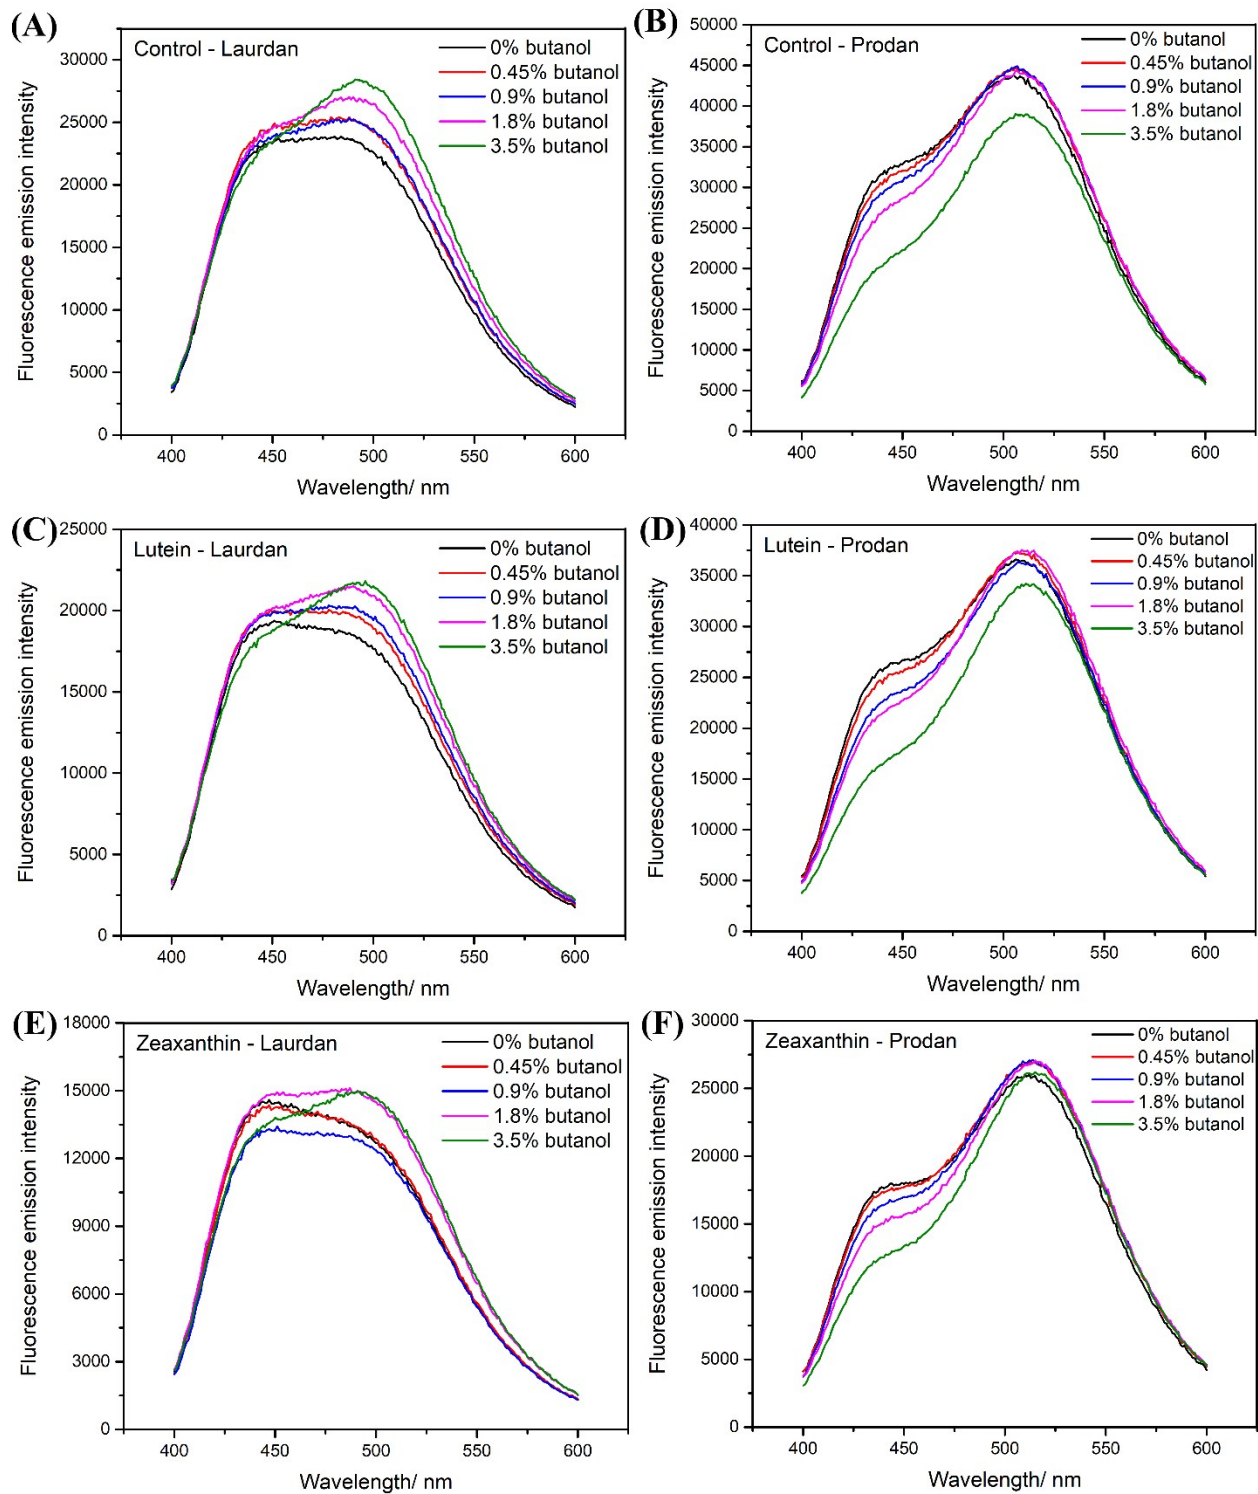 (A)
Control - Laurdan
0% butanol
0.45% butanol
0.9% butanol
1.8% butanol
3.5% butanol
Fluorescence emission intensity
30000
25000
20000
15000
10000
5000
0
400
450
500
550
600
Wavelength/ nm
(B)
Control - Prodan
0% butanol
0.45% butanol
0.9% butanol
1.8% butanol
3.5% butanol
Fluorescence emission intensity
50000
45000
40000
35000
30000
25000
20000
15000
10000
5000
0
400
450
500
550
600
Wavelength/ nm
(C)
Lutein - Laurdan
0% butanol
0.45% butanol
0.9% butanol
1.8% butanol
3.5% butanol
Fluorescence emission intensity
25000
20000
15000
10000
5000
0
400
450
500
550
600
Wavelength/ nm
(D)
Lutein - Prodan
0% butanol
0.45% butanol
0.9% butanol
1.8% butanol
3.5% butanol
Fluorescence emission intensity
40000
35000
30000
25000
20000
15000
10000
5000
0
400
450
500
550
600
Wavelength/ nm
(E)
Zeaxanthin - Laurdan
0% butanol
0.45% butanol
0.9% butanol
1.8% butanol
3.5% butanol
Fluorescence emission intensity
18000
15000
12000
9000
6000
3000
0
400
450
500
550
600
Wavelength/ nm
(F)
Zeaxanthin - Prodan
0% butanol
0.45% butanol
0.9% butanol
1.8% butanol
3.5% butanol
Fluorescence emission intensity
30000
25000
20000
15000
10000
5000
0
400
450
500
550
600
Wavelength/ nm